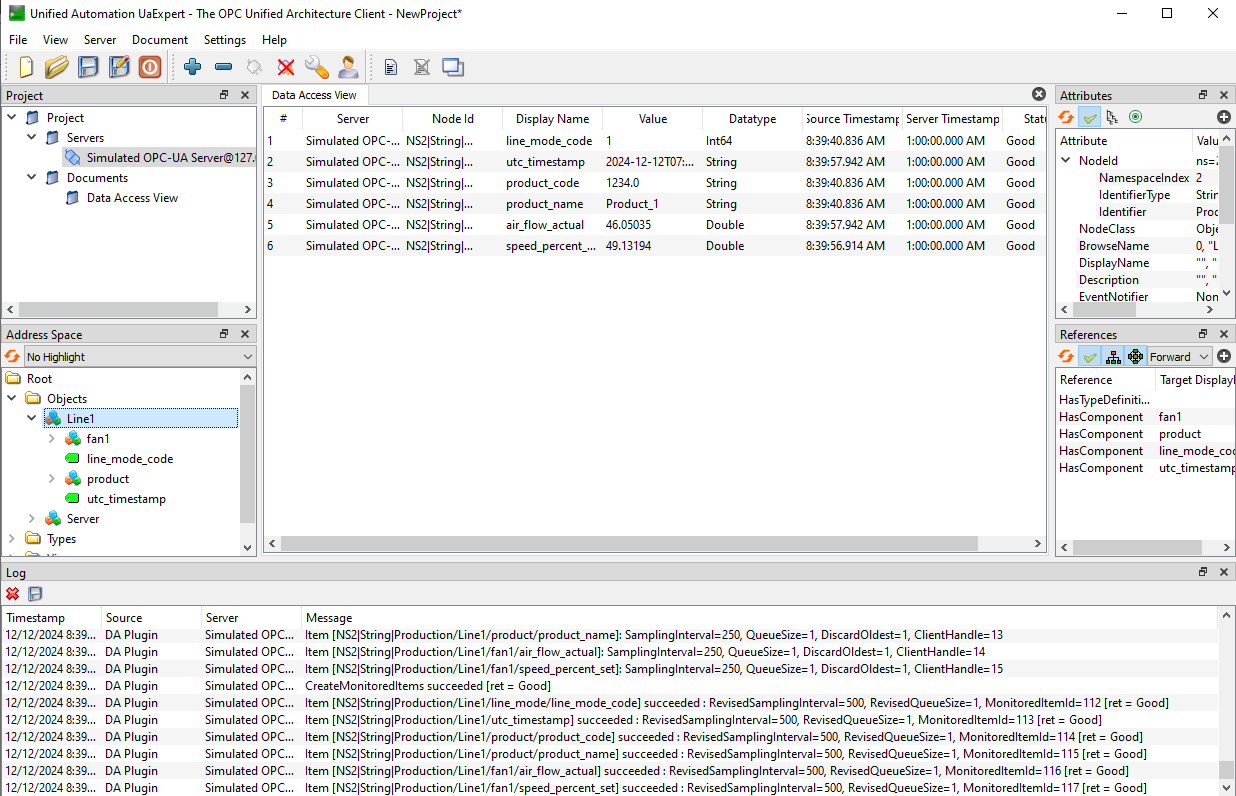 Unified Automation UaExpert - The OPC Unified Architecture Client - NewProject*
File View Server Document Settings Help
Project
Project
Servers
Simulated OPC-UA Server@127.
Documents
Data Access View
Address Space
No Highlight
Root
Objects
Line1
fan1
line_mode_code
product
utc_timestamp
Server
Types
Data Access View
# Server Node Id Display Name Value Datatype Source Timestamp Server Timestamp Statu
1 Simulated OPC-... NS2|String|... line_mode_code 1 Int64 8:39:40.836 AM 1:00:00.000 AM Good
2 Simulated OPC-... NS2|String|... utc_timestamp 2024-12-12T07:... String 8:39:57.942 AM 1:00:00.000 AM Good
3 Simulated OPC-... NS2|String|... product_code 1234.0 String 8:39:40.836 AM 1:00:00.000 AM Good
4 Simulated OPC-... NS2|String|... product_name Product_1 String 8:39:40.836 AM 1:00:00.000 AM Good
5 Simulated OPC-... NS2|String|... air_flow_actual 46.05035 Double 8:39:57.942 AM 1:00:00.000 AM Good
6 Simulated OPC-... NS2|String|... speed_percent_... 49.13194 Double 8:39:56.914 AM 1:00:00.000 AM Good
Attributes
Attribute Value
NodeId ns=2
NamespaceIndex 2
IdentifierType Strin
Identifier Proc
NodeClass Obje
BrowseName 0, "L
DisplayName "", "
Description "", "
EventNotifier Non
References
Forward
Reference Target Displayl
HasTypeDefiniti...
HasComponent fan1
HasComponent product
HasComponent line_mode_cod
HasComponent utc_timestamp
Log
Timestamp Source Server Message
12/12/2024 8:39... DA Plugin Simulated OPC... Item [NS2|String|Production/Line1/product/product_name]: SamplingInterval=250, QueueSize=1, DiscardOldest=1, ClientHandle=13
12/12/2024 8:39... DA Plugin Simulated OPC... Item [NS2|String|Production/Line1/fan1/air_flow_actual]: SamplingInterval=250, QueueSize=1, DiscardOldest=1, ClientHandle=14
12/12/2024 8:39... DA Plugin Simulated OPC... Item [NS2|String|Production/Line1/fan1/speed_percent_set]: SamplingInterval=250, QueueSize=1, DiscardOldest=1, ClientHandle=15
12/12/2024 8:39... DA Plugin Simulated OPC... CreateMonitoredItems succeeded [ret = Good]
12/12/2024 8:39... DA Plugin Simulated OPC... Item [NS2|String|Production/Line1/line_mode/line_mode_code] succeeded : RevisedSamplingInterval=500, RevisedQueueSize=1, MonitoredItemId=112 [ret = Good]
12/12/2024 8:39... DA Plugin Simulated OPC... Item [NS2|String|Production/Line1/utc_timestamp] succeeded : RevisedSamplingInterval=500, RevisedQueueSize=1, MonitoredItemId=113 [ret = Good]
12/12/2024 8:39... DA Plugin Simulated OPC... Item [NS2|String|Production/Line1/product/product_code] succeeded : RevisedSamplingInterval=500, RevisedQueueSize=1, MonitoredItemId=114 [ret = Good]
12/12/2024 8:39... DA Plugin Simulated OPC... Item [NS2|String|Production/Line1/product/product_name] succeeded : RevisedSamplingInterval=500, RevisedQueueSize=1, MonitoredItemId=115 [ret = Good]
12/12/2024 8:39... DA Plugin Simulated OPC... Item [NS2|String|Production/Line1/fan1/air_flow_actual] succeeded : RevisedSamplingInterval=500, RevisedQueueSize=1, MonitoredItemId=116 [ret = Good]
12/12/2024 8:39... DA Plugin Simulated OPC... Item [NS2|String|Production/Line1/fan1/speed_percent_set] succeeded : RevisedSamplingInterval=500, RevisedQueueSize=1, MonitoredItemId=117 [ret = Good]